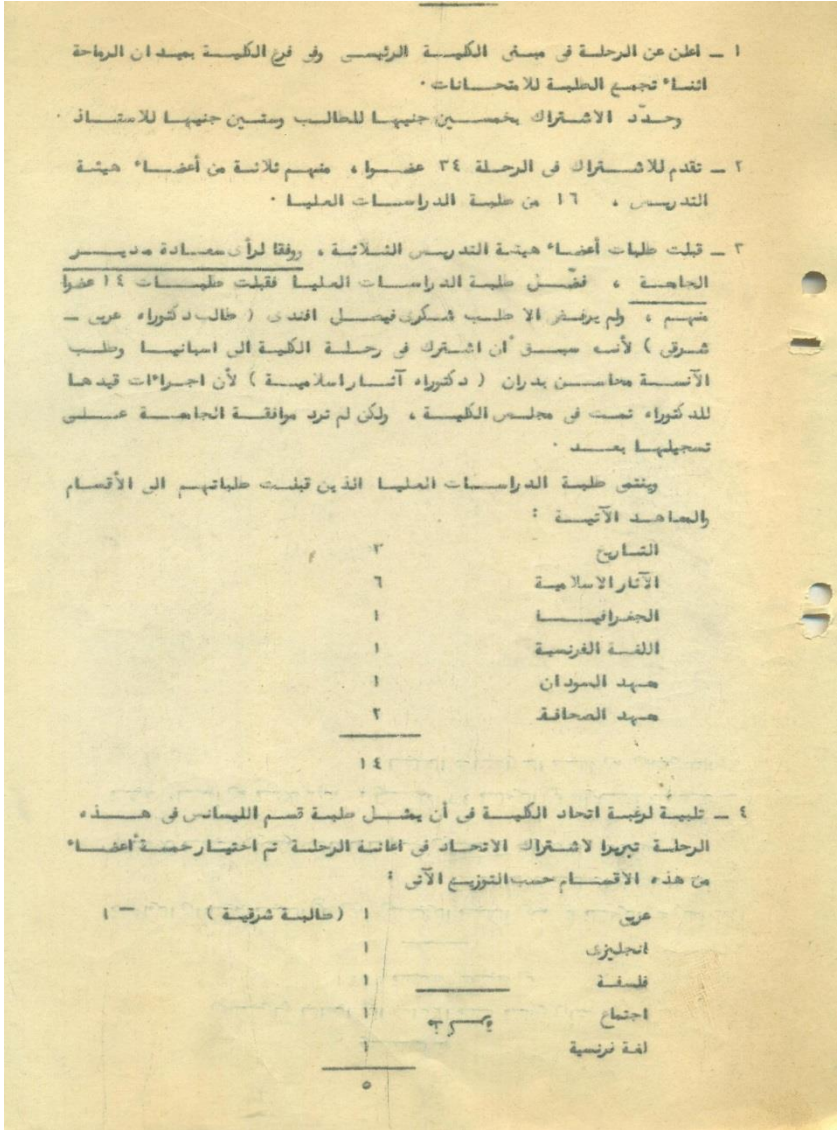 ١ ـ اعلن عن الرحلة فى مبنى الكلية الرئيسى وفى فرع الكلية بميدان الرماحة
اثناء تجمع الطلبة للامتحانات ·
وحدّد الاشتراك بخمسين جنيها للطالب وستين جنيها للاستاذ ·
٢ ـ تقدم للاشتراك فى الرحلة ٣٤ عضوا ، منهم ثلاثة من أعضاء هيئة
التدريس ، ١٦ من طلبة الدراسات العليا ·
٣ ـ قبلت طلبات أعضاء هيئة التدريس الثلاثة ، ووفقا لرأى سعادة مدير
الجامعة ، فضّل طلبة الدراسات العليا فقبلت طلبات ١٤ عضوا
منهم ، ولم يرفض الا طلب شكرى فيصل افندى ( طالب دكتوراه عربى ـ
شرقى ) لأنه سبق أن اشترك فى رحلة الكلية الى اسبانيا وطلب
الآنسة محاسن بدران ( دكتوراه آثار اسلامية ) لأن اجراءات قيدها
للدكتوراه تمت فى مجلس الكلية ، ولكن لم ترد موافقة الجامعة على
تسجيلها بعد ·
وينتمى طلبة الدراسات العليا الذين قبلت طلباتهم الى الأقسام
والمعاهد الآتية :
التاريخ ٣
الآثار الاسلامية ٦
الجغرافيا ١
اللغة الفرنسية ١
معهد السودان ١
معهد الصحافة ٢
١٤
٤ ـ تلبية لرغبة اتحاد الكلية فى أن يمثل طلبة قسم الليسانس فى هذه
الرحلة تبريرا لاشتراك الاتحاد فى اعانة الرحلة تم اختيار خمسة أعضاء
من هذه الاقسام حسب التوزيع الآتى :
عربى ١ ( طالبة شرقية ) ـ ١
انجليزى ١
فلسفة ١
اجتماع ١ مذكرة
لغة فرنسية ١
٥